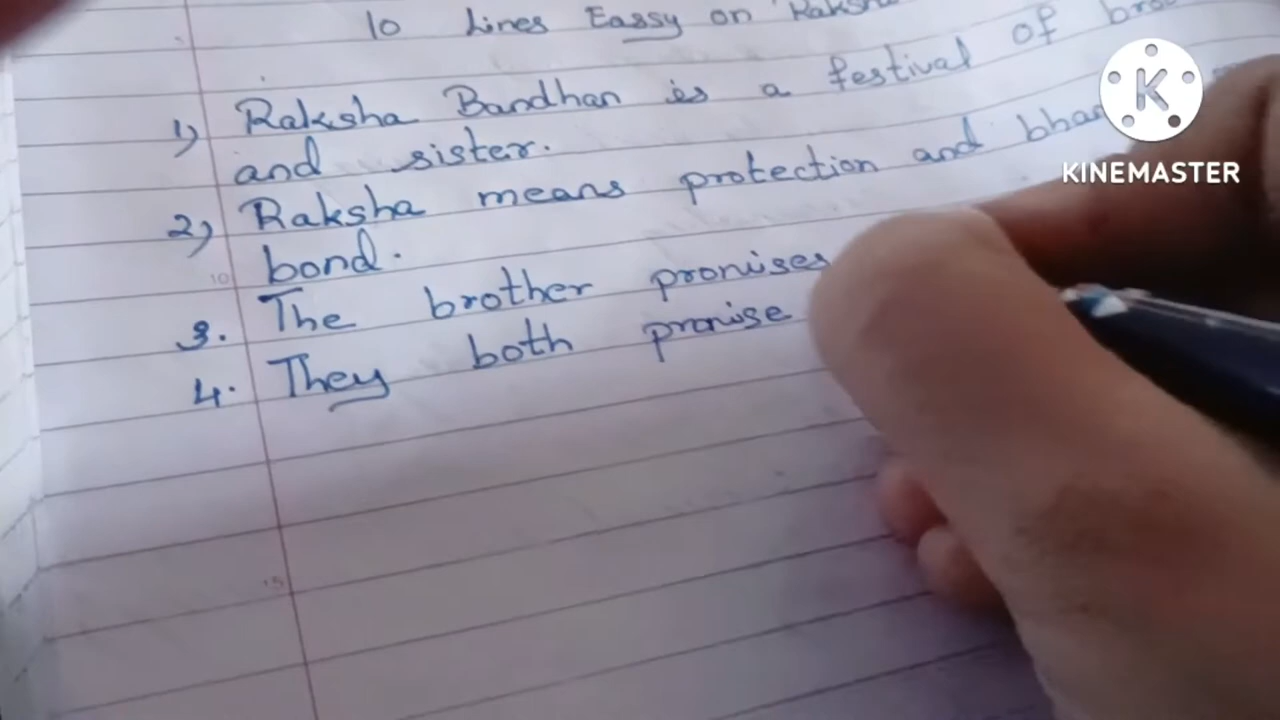 10 Lines Eassy on Raksha
1) Raksha Bandhan is a festival of
and sister.
2) Raksha means protection and
bond.
3. The brother promises
4. They both promise
KINEMASTER